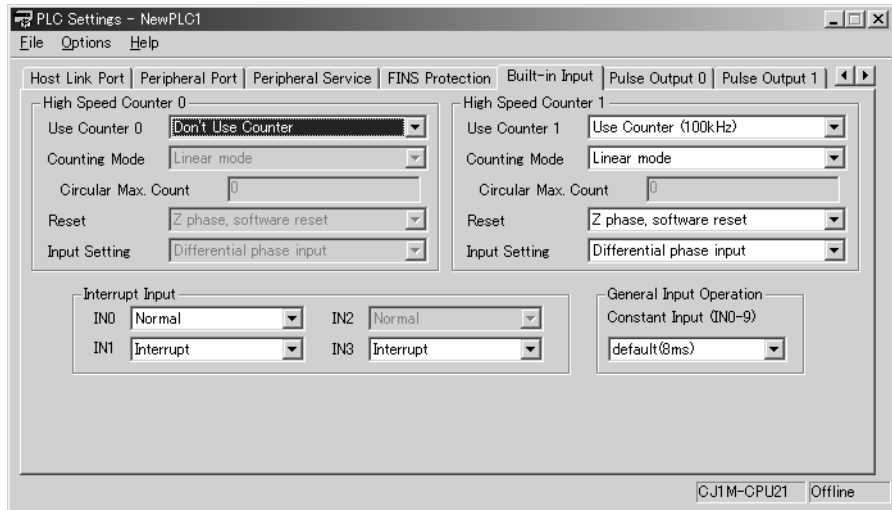 PLC Settings - NewPLC1
File Options Help
Host Link Port Peripheral Port Peripheral Service FINS Protection Built-in Input Pulse Output 0 Pulse Output 1
High Speed Counter 0
Use Counter 0 Don't Use Counter
Counting Mode Linear mode
Circular Max. Count 0
Reset Z phase, software reset
Input Setting Differential phase input
High Speed Counter 1
Use Counter 1 Use Counter (100kHz)
Counting Mode Linear mode
Circular Max. Count 0
Reset Z phase, software reset
Input Setting Differential phase input
Interrupt Input
IN0 Normal IN2 Normal
IN1 Interrupt IN3 Interrupt
General Input Operation
Constant Input (IN0-9)
default(8ms)
CJ1M-CPU21 Offline